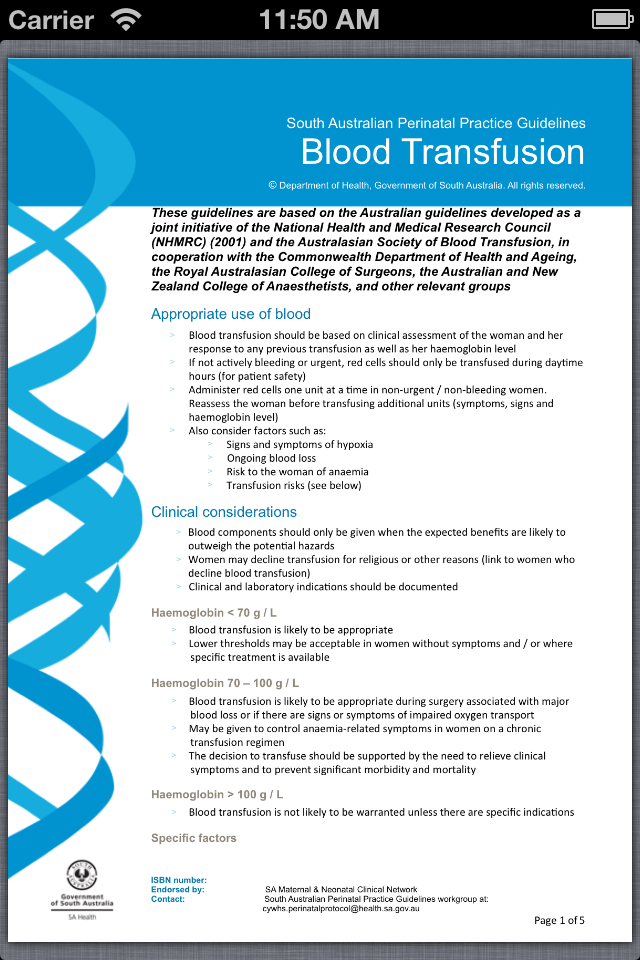 Carrier 11:50 AM
South Australian Perinatal Practice Guidelines
Blood Transfusion
© Department of Health, Government of South Australia. All rights reserved.
These guidelines are based on the Australian guidelines developed as a
joint initiative of the National Health and Medical Research Council
(NHMRC) (2001) and the Australasian Society of Blood Transfusion, in
cooperation with the Commonwealth Department of Health and Ageing,
the Royal Australasian College of Surgeons, the Australian and New
Zealand College of Anaesthetists, and other relevant groups
Appropriate use of blood
> Blood transfusion should be based on clinical assessment of the woman and her
response to any previous transfusion as well as her haemoglobin level
> If not actively bleeding or urgent, red cells should only be transfused during daytime
hours (for patient safety)
> Administer red cells one unit at a time in non-urgent / non-bleeding women.
Reassess the woman before transfusing additional units (symptoms, signs and
haemoglobin level)
> Also consider factors such as:
> Signs and symptoms of hypoxia
> Ongoing blood loss
> Risk to the woman of anaemia
> Transfusion risks (see below)
Clinical considerations
> Blood components should only be given when the expected benefits are likely to
outweigh the potential hazards
> Women may decline transfusion for religious or other reasons (link to women who
decline blood transfusion)
> Clinical and laboratory indications should be documented
Haemoglobin < 70 g / L
> Blood transfusion is likely to be appropriate
> Lower thresholds may be acceptable in women without symptoms and / or where
specific treatment is available
Haemoglobin 70 – 100 g / L
> Blood transfusion is likely to be appropriate during surgery associated with major
blood loss or if there are signs or symptoms of impaired oxygen transport
> May be given to control anaemia-related symptoms in women on a chronic
transfusion regimen
> The decision to transfuse should be supported by the need to relieve clinical
symptoms and to prevent significant morbidity and mortality
Haemoglobin > 100 g / L
> Blood transfusion is not likely to be warranted unless there are specific indications
Specific factors
ISBN number:
Endorsed by: SA Maternal & Neonatal Clinical Network
Contact: South Australian Perinatal Practice Guidelines workgroup at:
cywhs.perinatalprotocol@health.sa.gov.au
Government
of South Australia
SA Health
Page 1 of 5